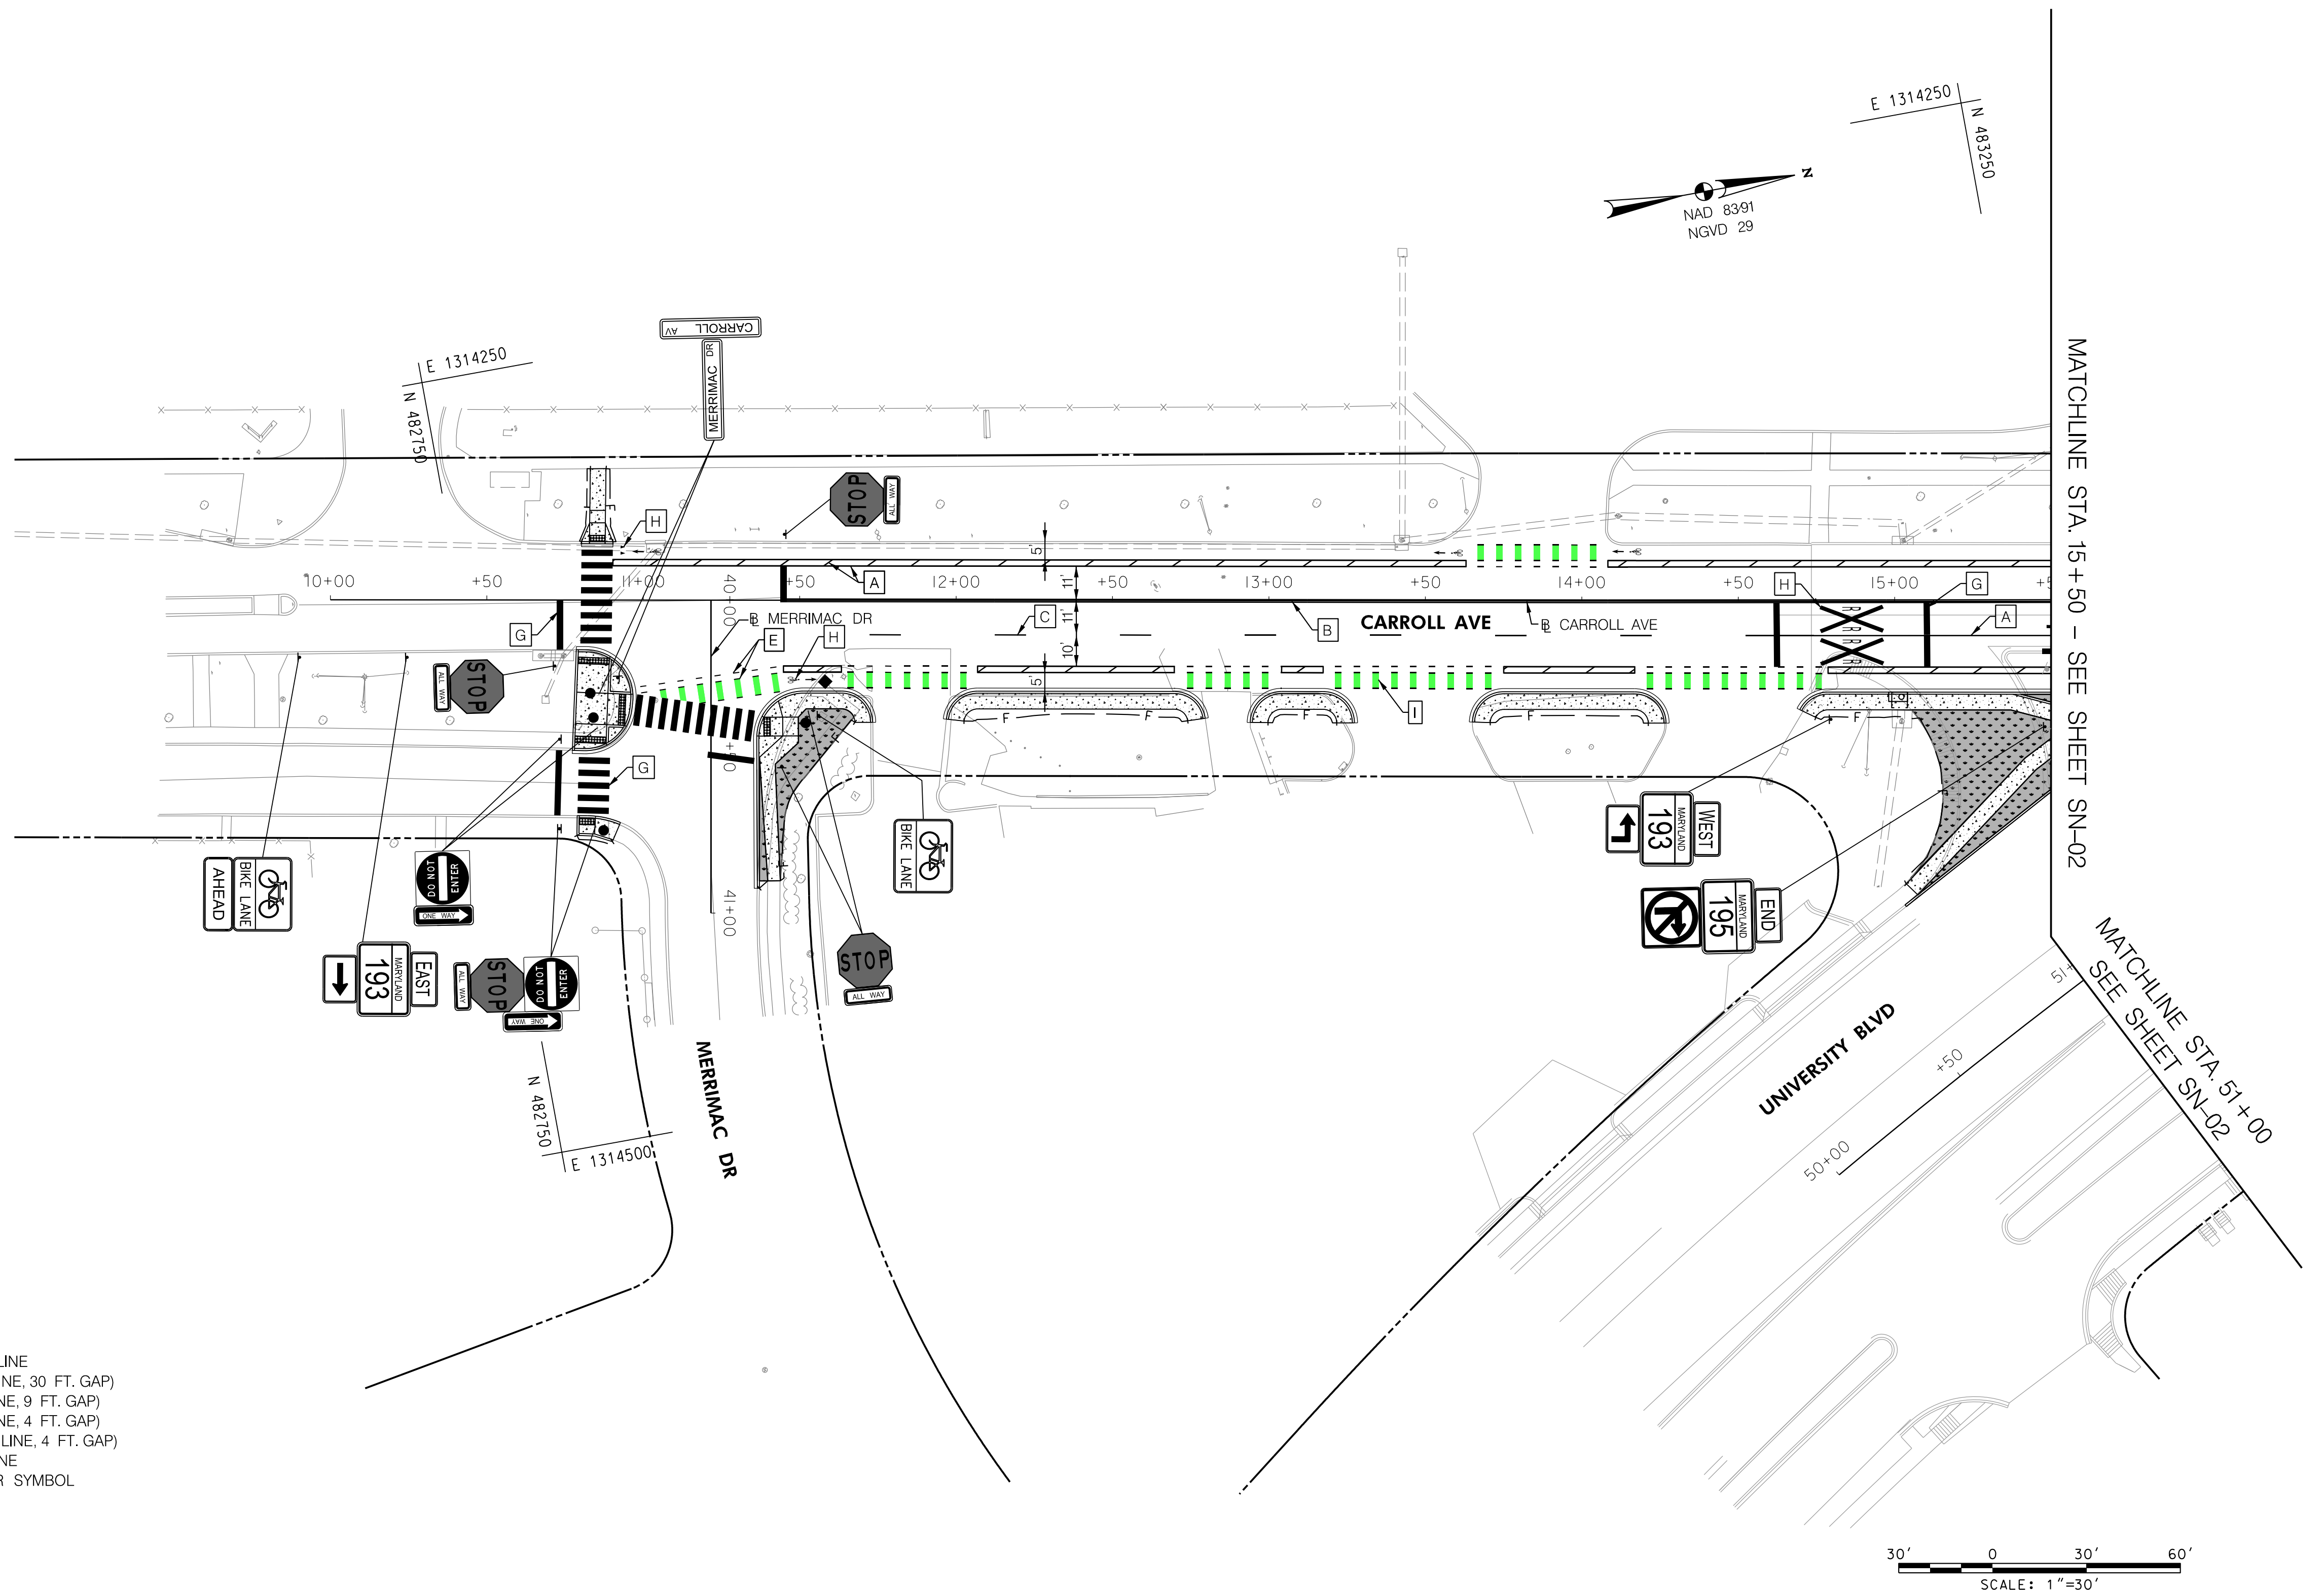 E 1314250
N 483250
N
NAD 83/91
NGVD 29
MATCHLINE STA. 15+50 - SEE SHEET SN-02
CARROLL AV
MERRIMAC DR
E 1314250
N 482750
STOP
ALL WAY
H
5'
A
11'
10+00
+50
11+00
40+00
+50
12+00
+50
13+00
+50
14+00
+50
15+00
H
G
G
BL MERRIMAC DR
E
H
C
11'
10'
B
CARROLL AVE
BL CARROLL AVE
A
R R
R R
STOP
ALL WAY
5'
I
F
F
F
F
F
F
G
+50
41+00
BIKE LANE
AHEAD
DO NOT ENTER
ONE WAY
EAST
MARYLAND
193
STOP
ALL WAY
DO NOT ENTER
ONE WAY
STOP
ALL WAY
BIKE LANE
WEST
MARYLAND
193
END
MARYLAND
195
MERRIMAC DR
N 482750
E 1314500
UNIVERSITY BLVD
50+00
+50
51+
MATCHLINE STA. 51+00
SEE SHEET SN-02
LINE
NE, 30 FT. GAP)
NE, 9 FT. GAP)
NE, 4 FT. GAP)
LINE, 4 FT. GAP)
NE
R SYMBOL
30' 0 30' 60'
SCALE: 1"=30'